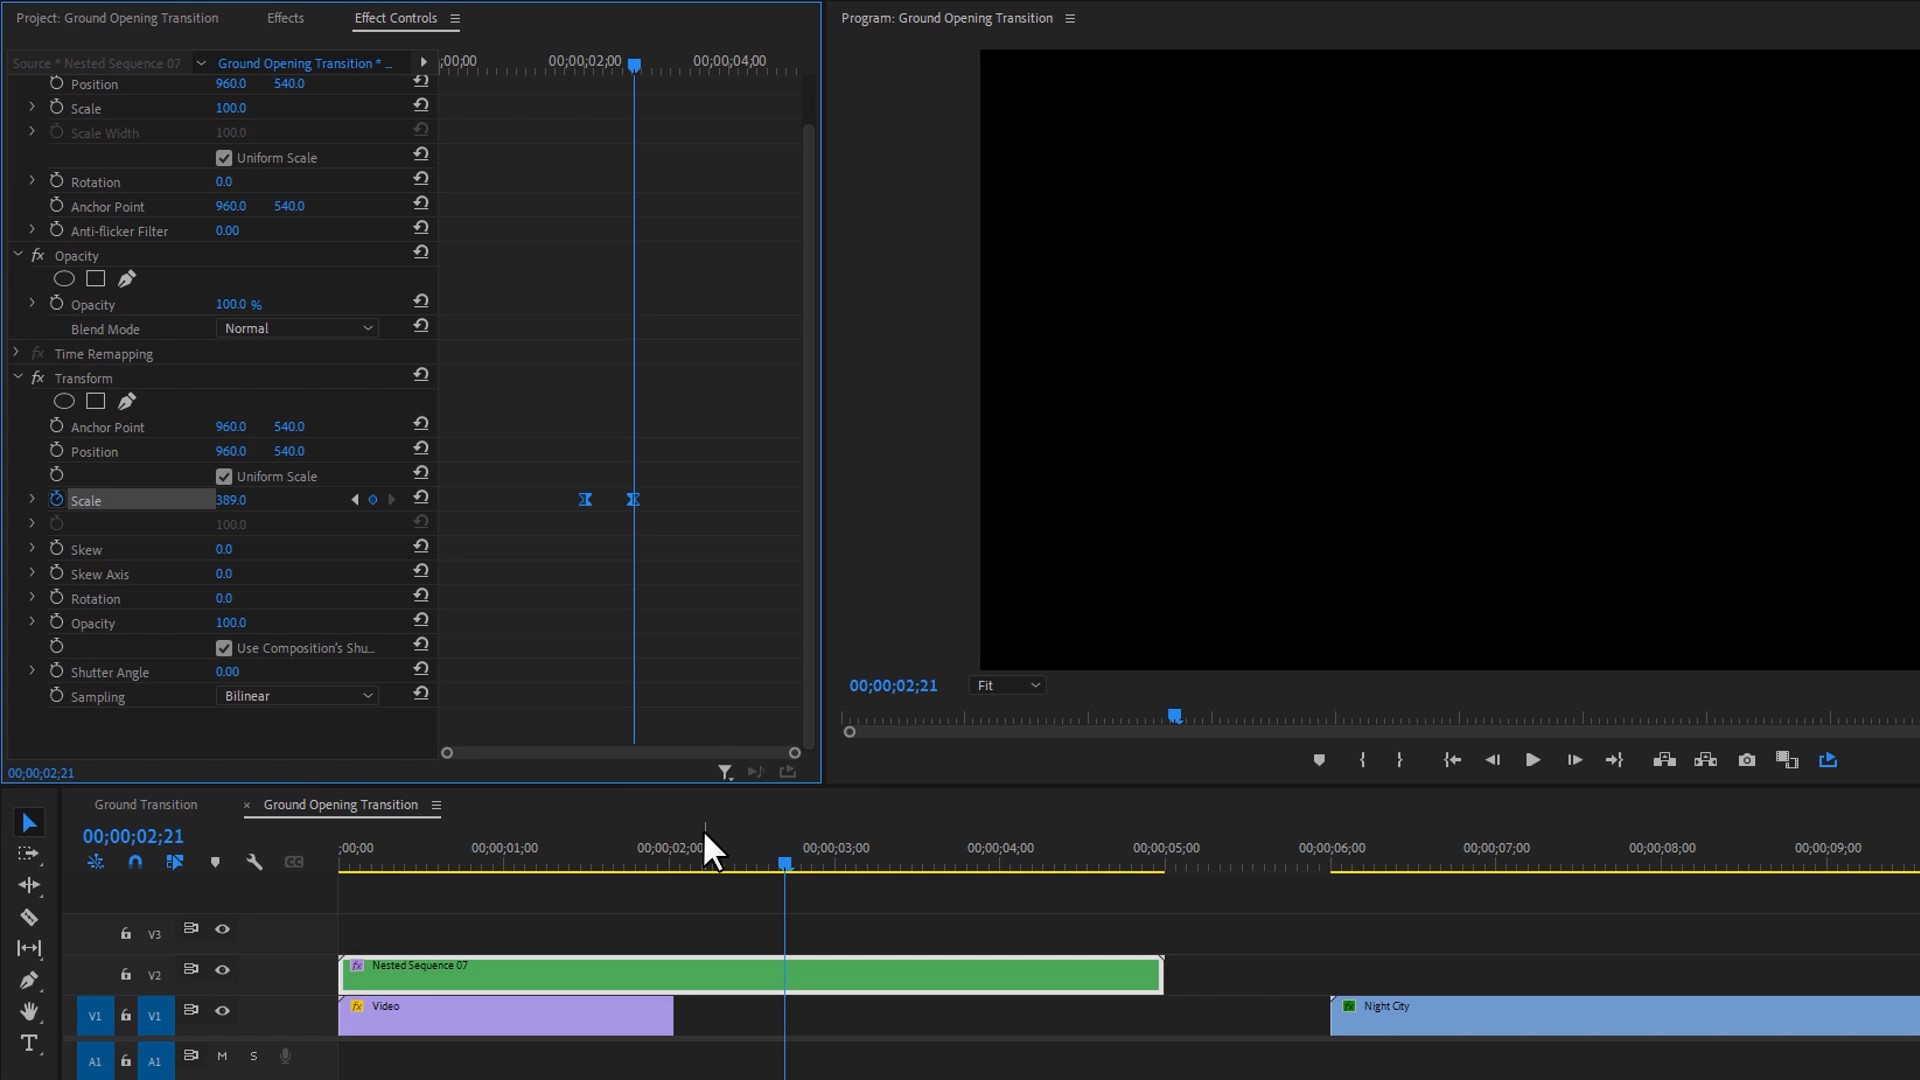 Project: Ground Opening Transition
Effects
Effect Controls
Program: Ground Opening Transition
Source * Nested Sequence 07
Ground Opening Transition * ..
;00;00
00;00;02;00
00;00;04;00
Position 960.0 540.0
Scale 100.0
Scale Width 100.0
Uniform Scale
Rotation 0.0
Anchor Point 960.0 540.0
Anti-flicker Filter 0.00
fx Opacity
Opacity 100.0 %
Blend Mode Normal
fx Time Remapping
fx Transform
Anchor Point 960.0 540.0
Position 960.0 540.0
Uniform Scale
Scale 389.0
100.0
Skew 0.0
Skew Axis 0.0
Rotation 0.0
Opacity 100.0
Use Composition's Shu...
Shutter Angle 0.00
Sampling Bilinear
00;00;02;21
00;00;02;21
Fit
Ground Transition
× Ground Opening Transition
00;00;02;21
;00;00
00;00;01;00
00;00;02;00
00;00;03;00
00;00;04;00
00;00;05;00
00;00;06;00
00;00;07;00
00;00;08;00
00;00;09;00
CC
V3
V2
fx Nested Sequence 07
V1 V1
fx Video
fx Night City
A1 A1 M S
T